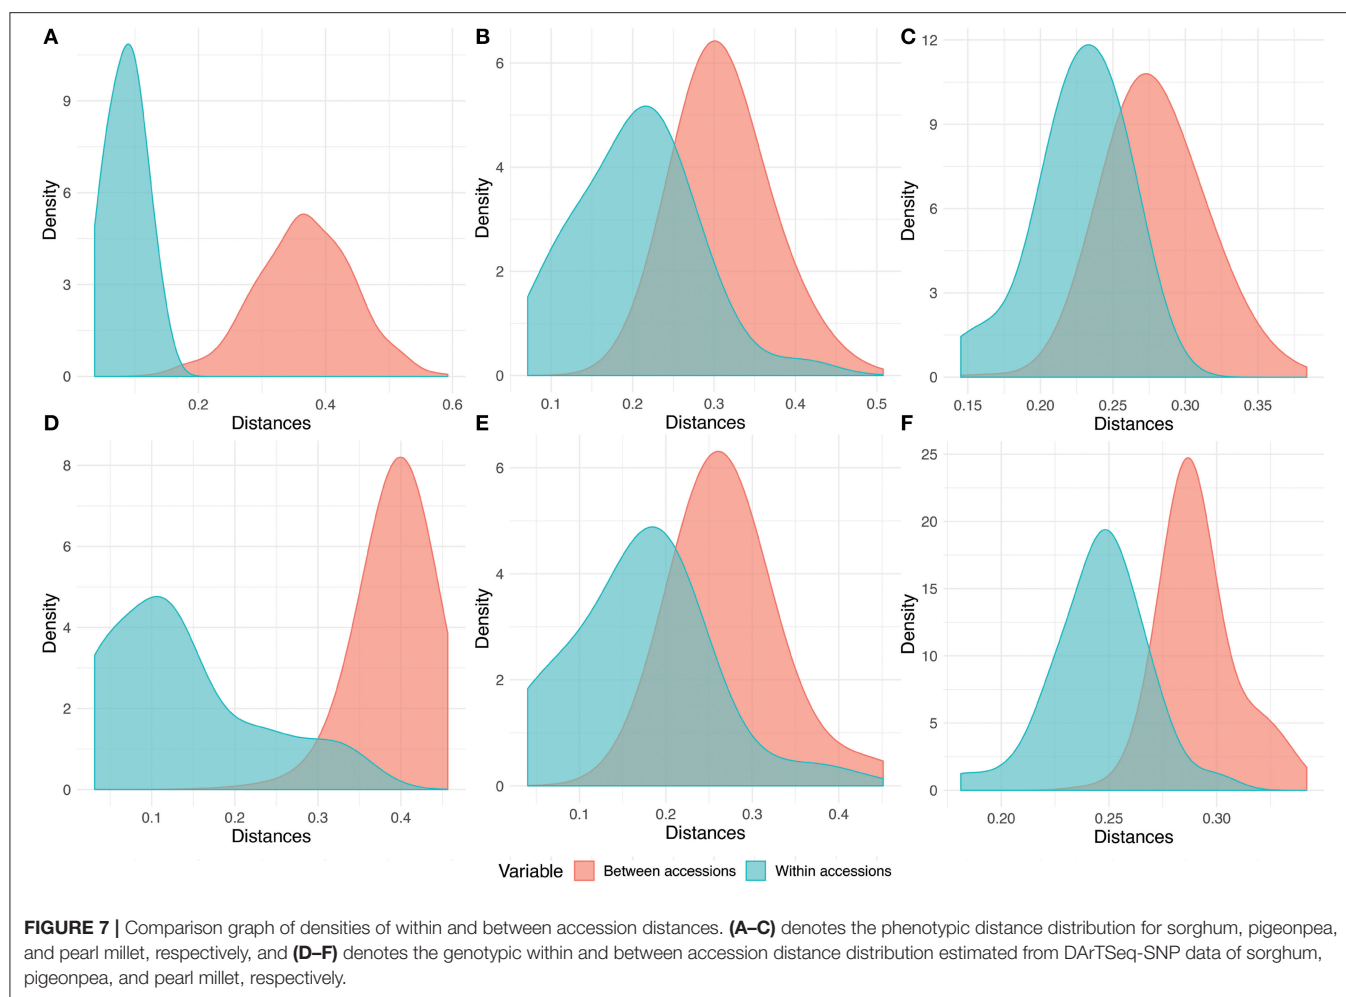 A
9
6
3
0
Density
0.2
0.4
0.6
Distances
B
6
4
2
0
Density
0.1
0.2
0.3
0.4
0.5
Distances
C
12
9
6
3
0
Density
0.15
0.20
0.25
0.30
0.35
Distances
D
8
6
4
2
0
Density
0.1
0.2
0.3
0.4
Distances
E
6
4
2
0
Density
0.1
0.2
0.3
0.4
Distances
F
25
20
15
10
5
0
Density
0.20
0.25
0.30
Distances
Variable Between accessions Within accessions
FIGURE 7 | Comparison graph of densities of within and between accession distances. (A–C) denotes the phenotypic distance distribution for sorghum, pigeonpea,
and pearl millet, respectively, and (D–F) denotes the genotypic within and between accession distance distribution estimated from DArTSeq-SNP data of sorghum,
pigeonpea, and pearl millet, respectively.